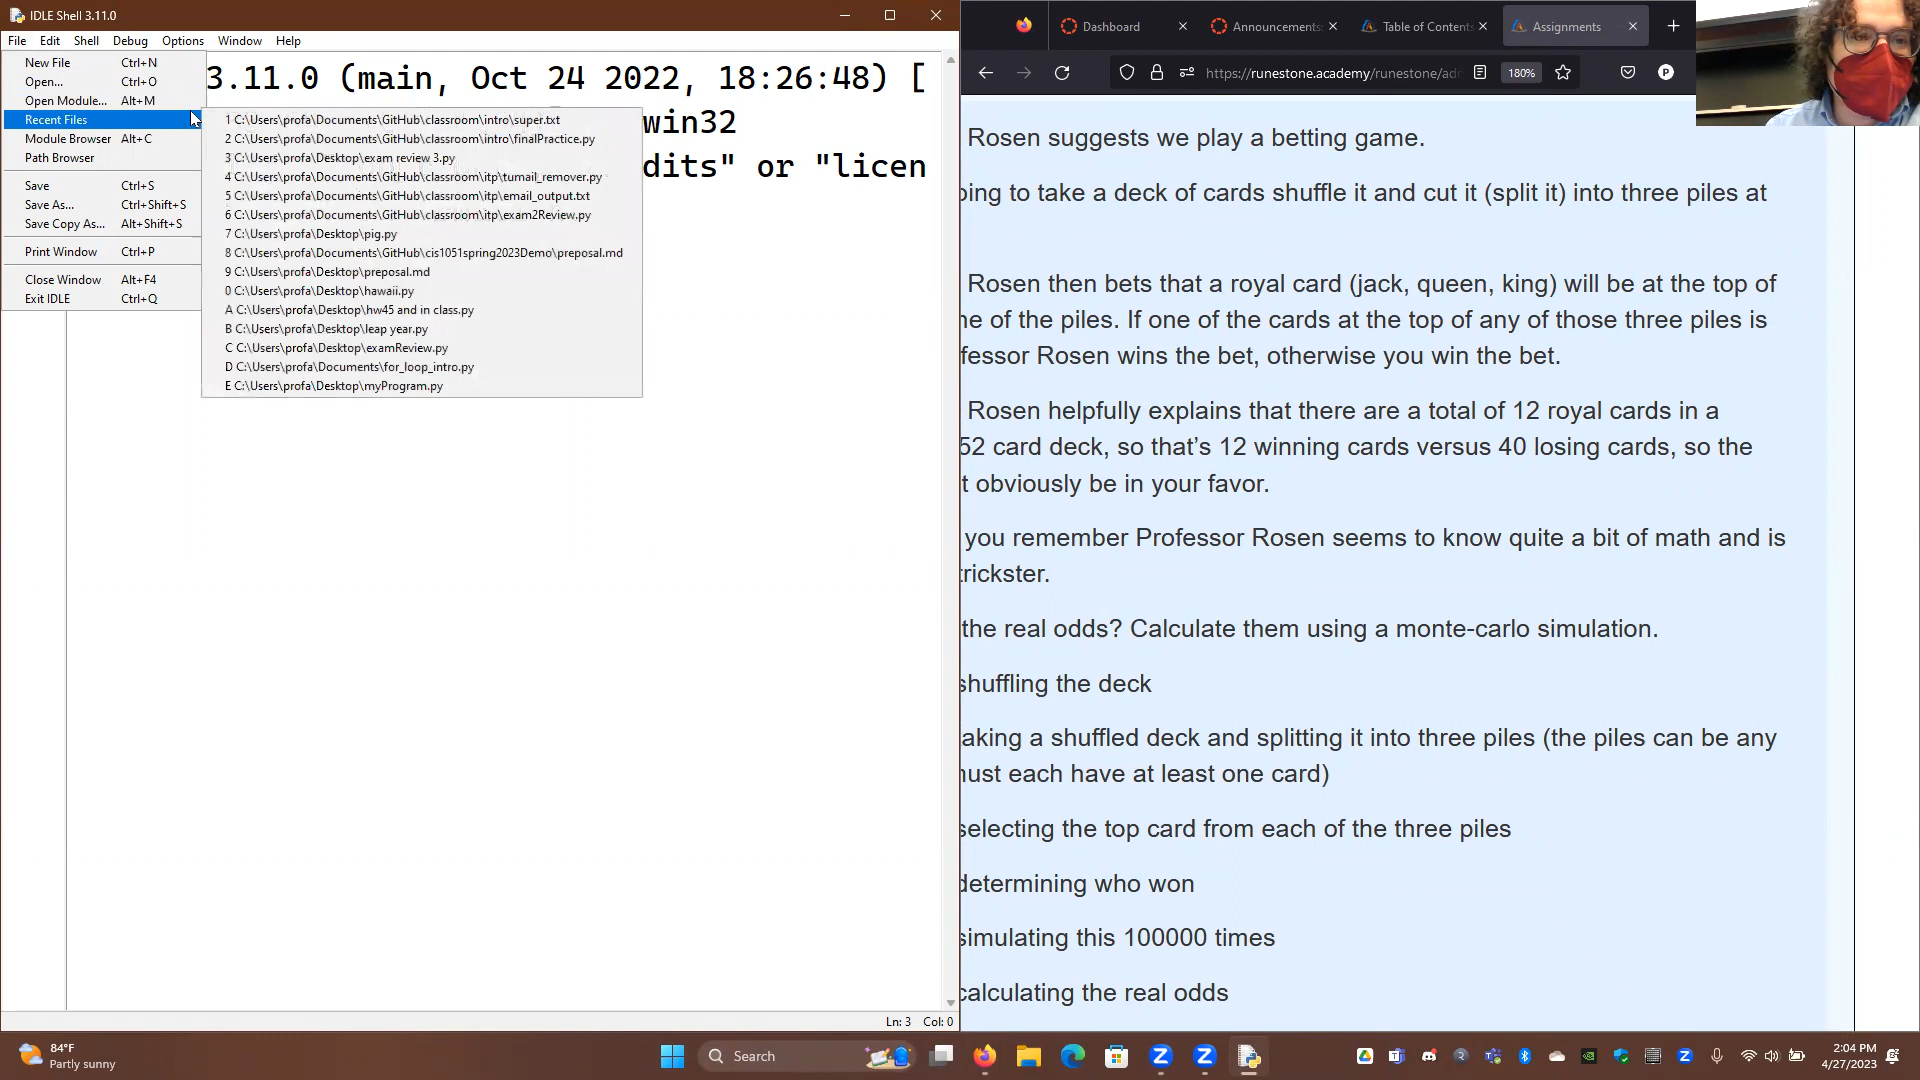 IDLE Shell 3.11.0
File Edit Shell Debug Options Window Help
New File Ctrl+N
Open... Ctrl+O
Open Module... Alt+M
Recent Files
Module Browser Alt+C
Path Browser
Save Ctrl+S
Save As... Ctrl+Shift+S
Save Copy As... Alt+Shift+S
Print Window Ctrl+P
Close Window Alt+F4
Exit IDLE Ctrl+Q
3.11.0 (main, Oct 24 2022, 18:26:48) [
win32
dits" or "licen
1 C:\Users\profa\Documents\GitHub\classroom\intro\super.txt
2 C:\Users\profa\Documents\GitHub\classroom\intro\finalPractice.py
3 C:\Users\profa\Desktop\exam review 3.py
4 C:\Users\profa\Documents\GitHub\classroom\itp\tumail_remover.py
5 C:\Users\profa\Documents\GitHub\classroom\itp\email_output.txt
6 C:\Users\profa\Documents\GitHub\classroom\itp\exam2Review.py
7 C:\Users\profa\Desktop\pig.py
8 C:\Users\profa\Documents\GitHub\cis1051spring2023Demo\preposal.md
9 C:\Users\profa\Desktop\preposal.md
0 C:\Users\profa\Desktop\hawaii.py
A C:\Users\profa\Desktop\hw45 and in class.py
B C:\Users\profa\Desktop\leap year.py
C C:\Users\profa\Desktop\examReview.py
D C:\Users\profa\Documents\for_loop_intro.py
E C:\Users\profa\Desktop\myProgram.py
Ln: 3 Col: 0
Dashboard Announcements: Table of Contents Assignments
https://runestone.academy/runestone/adm 180%
Rosen suggests we play a betting game.
oing to take a deck of cards shuffle it and cut it (split it) into three piles at
Rosen then bets that a royal card (jack, queen, king) will be at the top of
ne of the piles. If one of the cards at the top of any of those three piles is
fessor Rosen wins the bet, otherwise you win the bet.
Rosen helpfully explains that there are a total of 12 royal cards in a
52 card deck, so that’s 12 winning cards versus 40 losing cards, so the
t obviously be in your favor.
you remember Professor Rosen seems to know quite a bit of math and is
trickster.
the real odds? Calculate them using a monte-carlo simulation.
shuffling the deck
aking a shuffled deck and splitting it into three piles (the piles can be any
nust each have at least one card)
selecting the top card from each of the three piles
determining who won
simulating this 100000 times
calculating the real odds
84°F
Partly sunny
Search
2:04 PM
4/27/2023